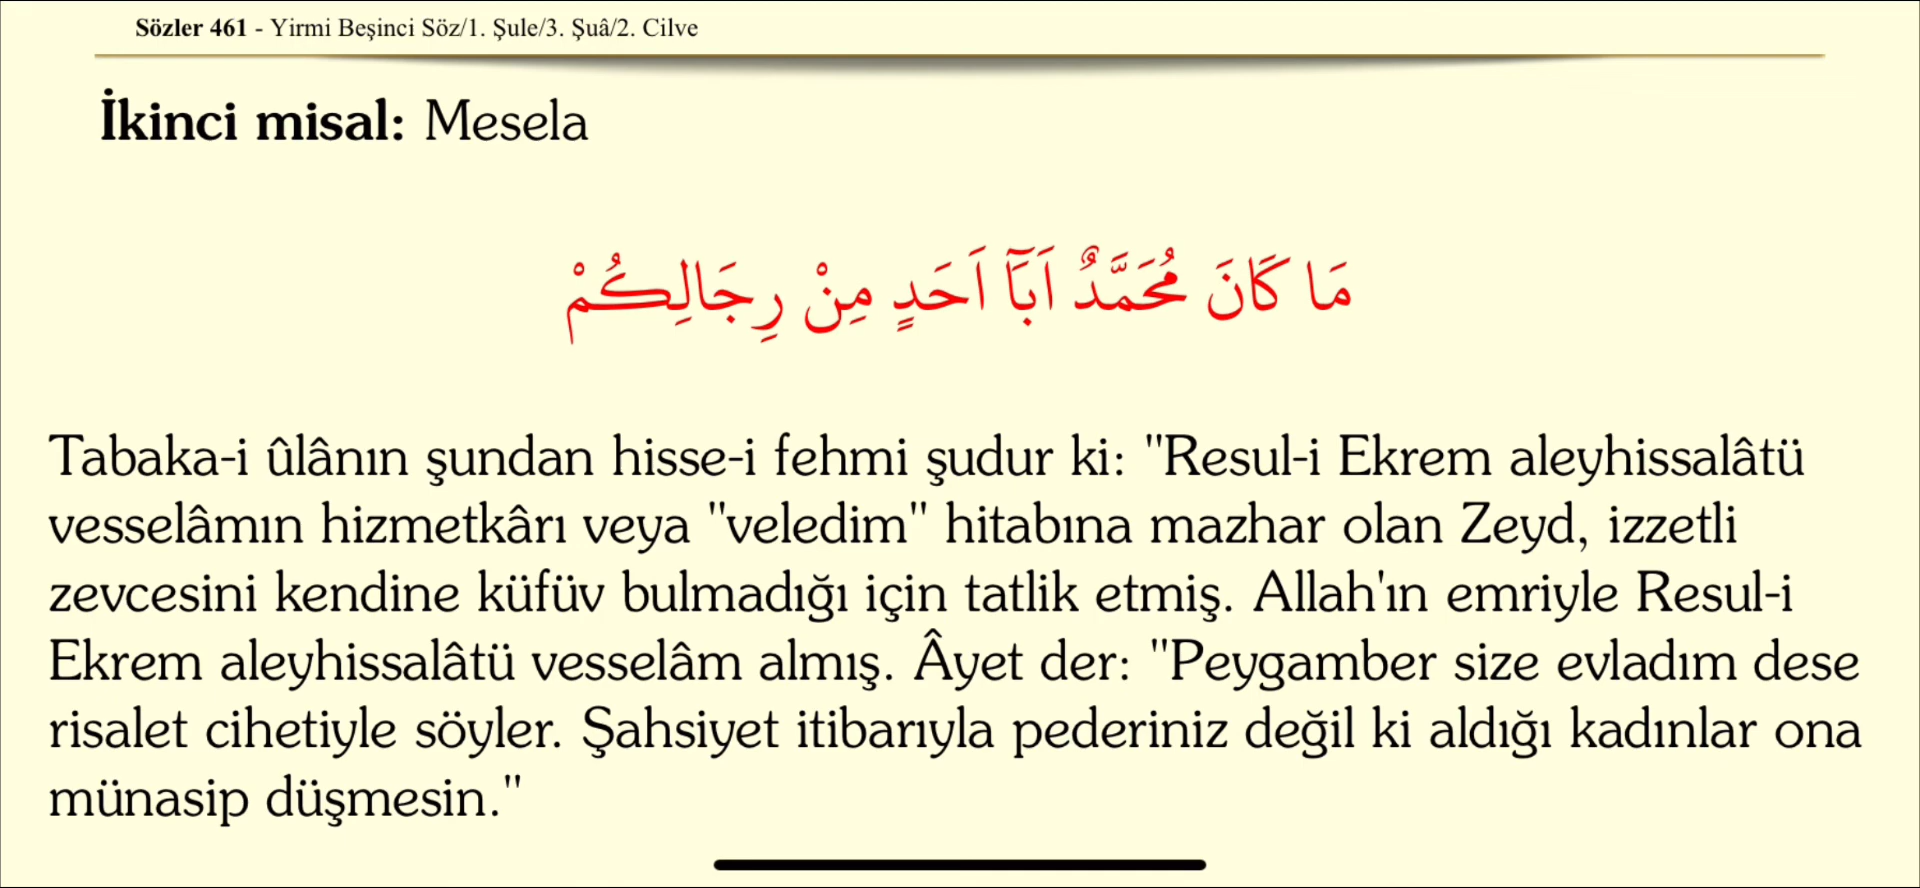 Sözler 461 - Yirmi Beşinci Söz/1. Şule/3. Şuâ/2. Cilve
İkinci misal: Mesela
مَا كَانَ مُحَمَّدٌ اَبَٓا اَحَدٍ مِنْ رِجَالِكُمْ
Tabaka-i ûlânın şundan hisse-i fehmi şudur ki: "Resul-i Ekrem aleyhissalâtü
vesselâmın hizmetkârı veya "veledim" hitabına mazhar olan Zeyd, izzetli
zevcesini kendine küfüv bulmadığı için tatlik etmiş. Allah'ın emriyle Resul-i
Ekrem aleyhissalâtü vesselâm almış. Âyet der: "Peygamber size evladım dese
risalet cihetiyle söyler. Şahsiyet itibarıyla pederiniz değil ki aldığı kadınlar ona
münasip düşmesin."